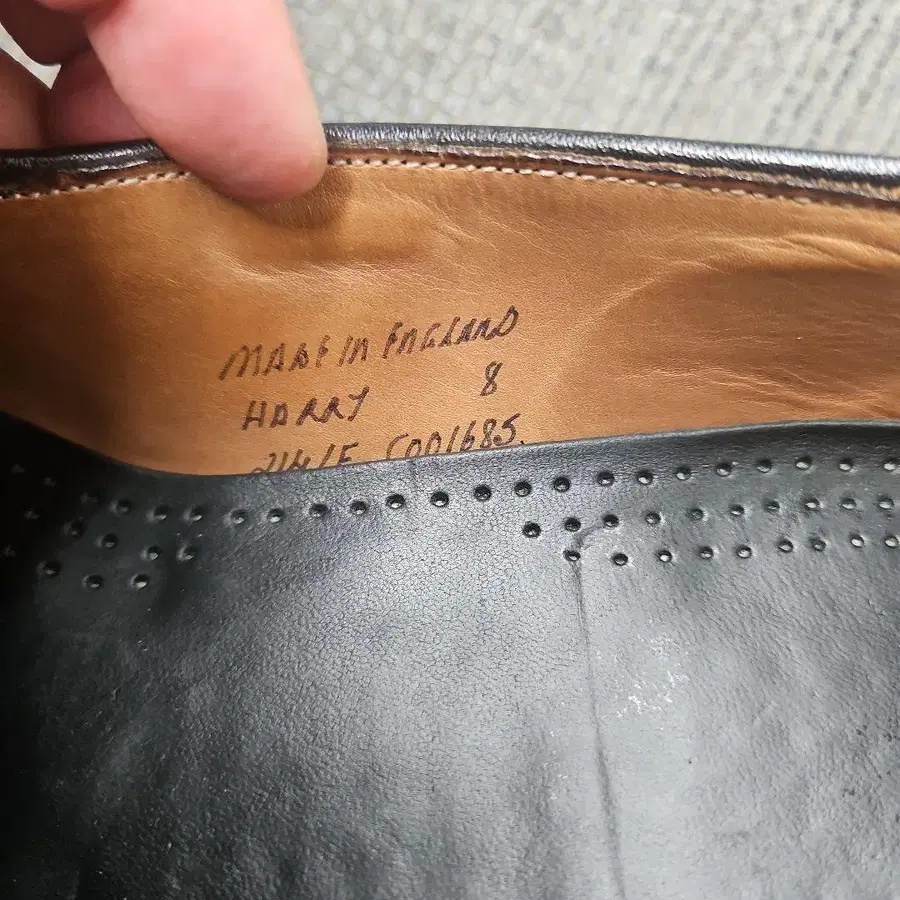 MADE IN ENGLAND
HARRY 8
C001685.